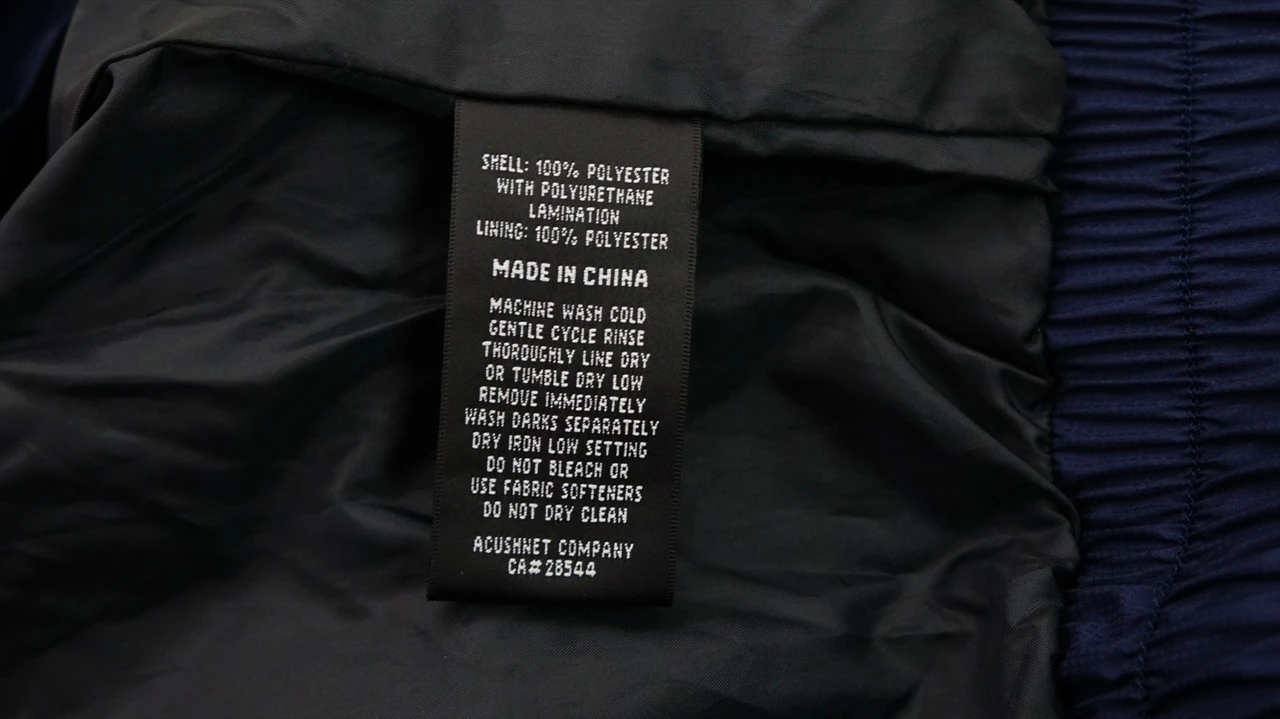 SHELL: 100% POLYESTER
WITH POLYURETHANE
LAMINATION
LINING: 100% POLYESTER
MADE IN CHINA
MACHINE WASH COLD
GENTLE CYCLE RINSE
THOROUGHLY LINE DRY
OR TUMBLE DRY LOW
REMOVE IMMEDIATELY
WASH DARKS SEPARATELY
DRY IRON LOW SETTING
DO NOT BLEACH OR
USE FABRIC SOFTENERS
DO NOT DRY CLEAN
ACUSHNET COMPANY
CA# 28544